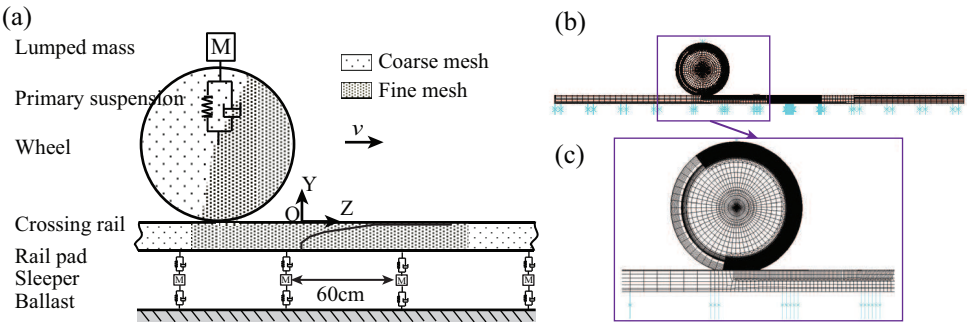 (a)
Lumped mass
M
Coarse mesh
Fine mesh
Primary suspension
Wheel
v
Y
O
Z
Crossing rail
Rail pad
Sleeper
M
M
M
M
60cm
Ballast
(b)
(c)